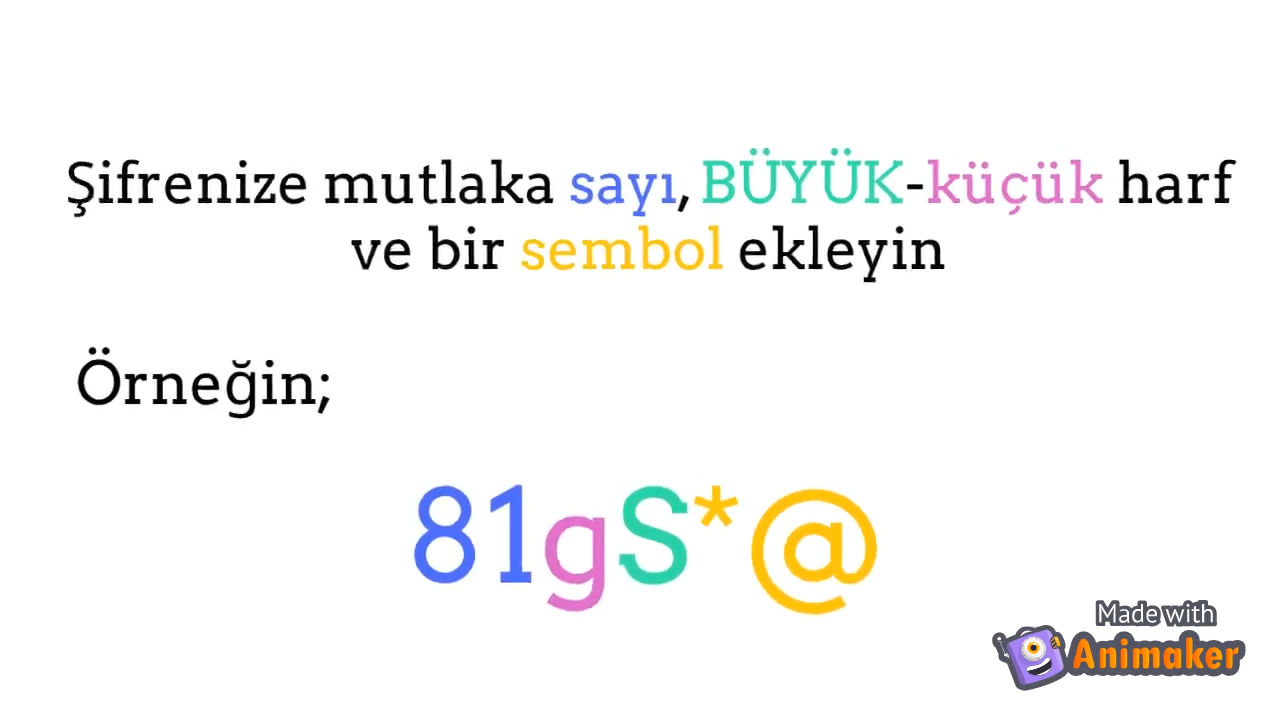 Şifrenize mutlaka sayı, BÜYÜK-küçük harf
ve bir sembol ekleyin
Örneğin;
81gS*@
Made with
Animaker